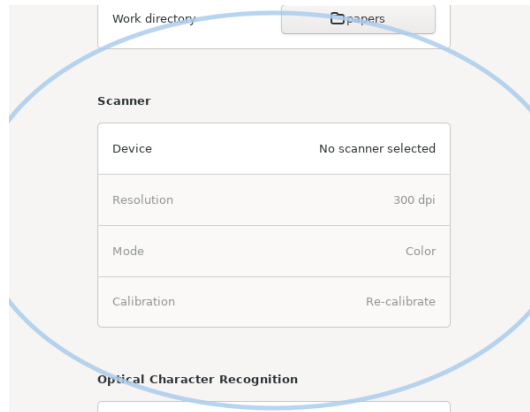 Work directory papers
Scanner
Device No scanner selected
Resolution 300 dpi
Mode Color
Calibration Re-calibrate
Optical Character Recognition